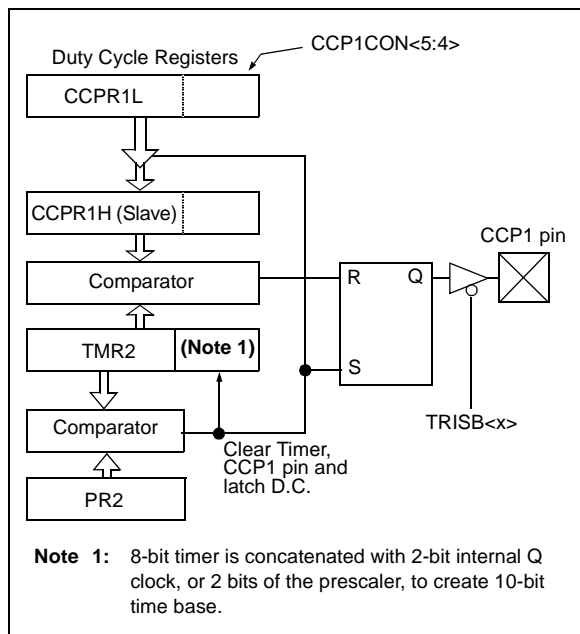 CCP1CON<5:4>
Duty Cycle Registers
CCPR1L
CCPR1H (Slave)
CCP1 pin
Comparator
R
Q
TMR2
(Note 1)
S
Comparator
TRISB<x>
Clear Timer,
CCP1 pin and
latch D.C.
PR2
Note 1: 8-bit timer is concatenated with 2-bit internal Q
clock, or 2 bits of the prescaler, to create 10-bit
time base.